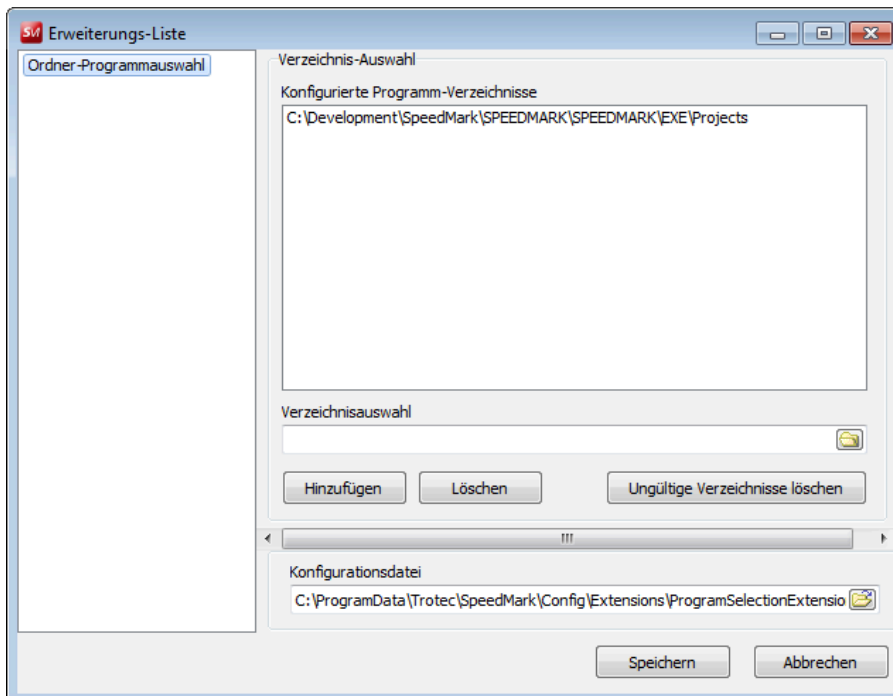 SM Erweiterungs-Liste
Ordner-Programmauswahl
Verzeichnis-Auswahl
Konfigurierte Programm-Verzeichnisse
C:\Development\SpeedMark\SPEEDMARK\SPEEDMARK\EXE\Projects
Verzeichnisauswahl
Hinzufügen Löschen Ungültige Verzeichnisse löschen
Konfigurationsdatei
C:\ProgramData\Trotec\SpeedMark\Config\Extensions\ProgramSelectionExtensio
Speichern Abbrechen